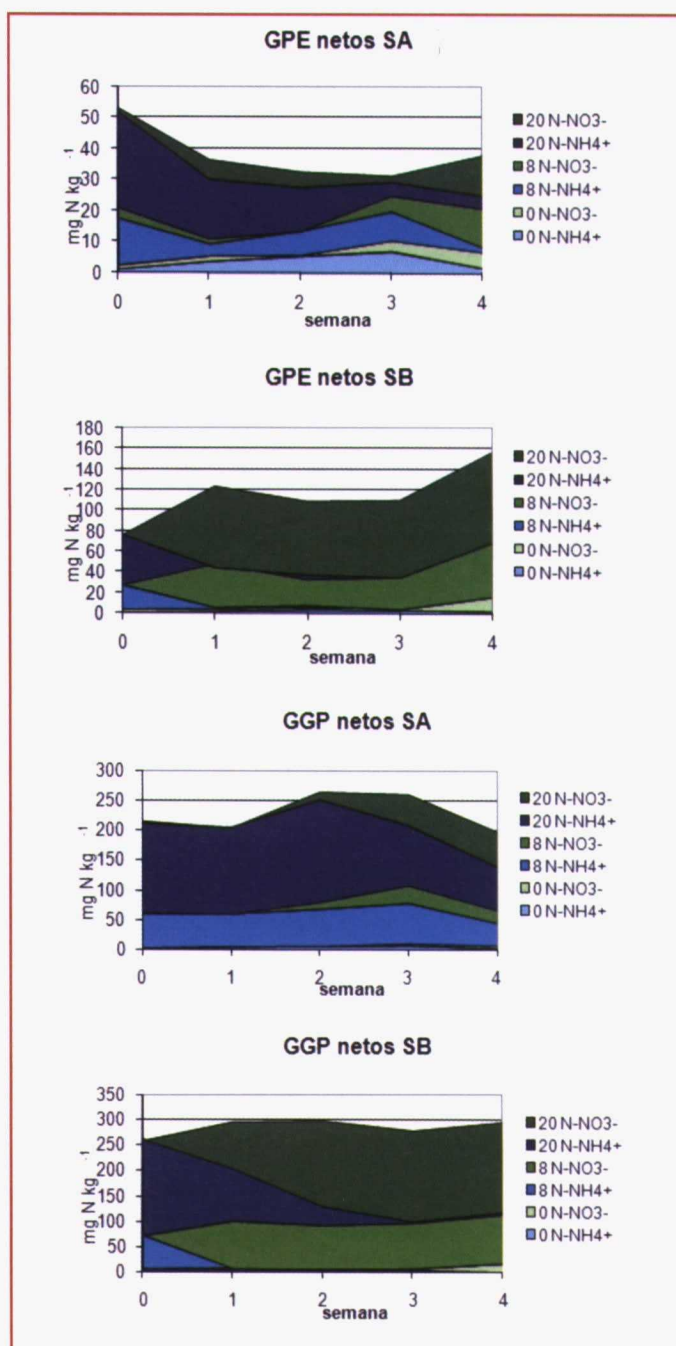 GPE netos SA
60
50
40
30
20
10
0
mg N kg -1
0 1 2 3 4
semana
20 N-NO3-
20 N-NH4+
8 N-NO3-
8 N-NH4+
0 N-NO3-
0 N-NH4+
GPE netos SB
180
160
140
120
100
80
60
40
20
0
mg N kg -1
0 1 2 3 4
semana
20 N-NO3-
20 N-NH4+
8 N-NO3-
8 N-NH4+
0 N-NO3-
0 N-NH4+
GGP netos SA
300
250
200
150
100
50
0
mg N kg -1
0 1 2 3 4
semana
20 N-NO3-
20 N-NH4+
8 N-NO3-
8 N-NH4+
0 N-NO3-
0 N-NH4+
GGP netos SB
350
300
250
200
150
100
50
0
mg N kg -1
0 1 2 3 4
semana
20 N-NO3-
20 N-NH4+
8 N-NO3-
8 N-NH4+
0 N-NO3-
0 N-NH4+